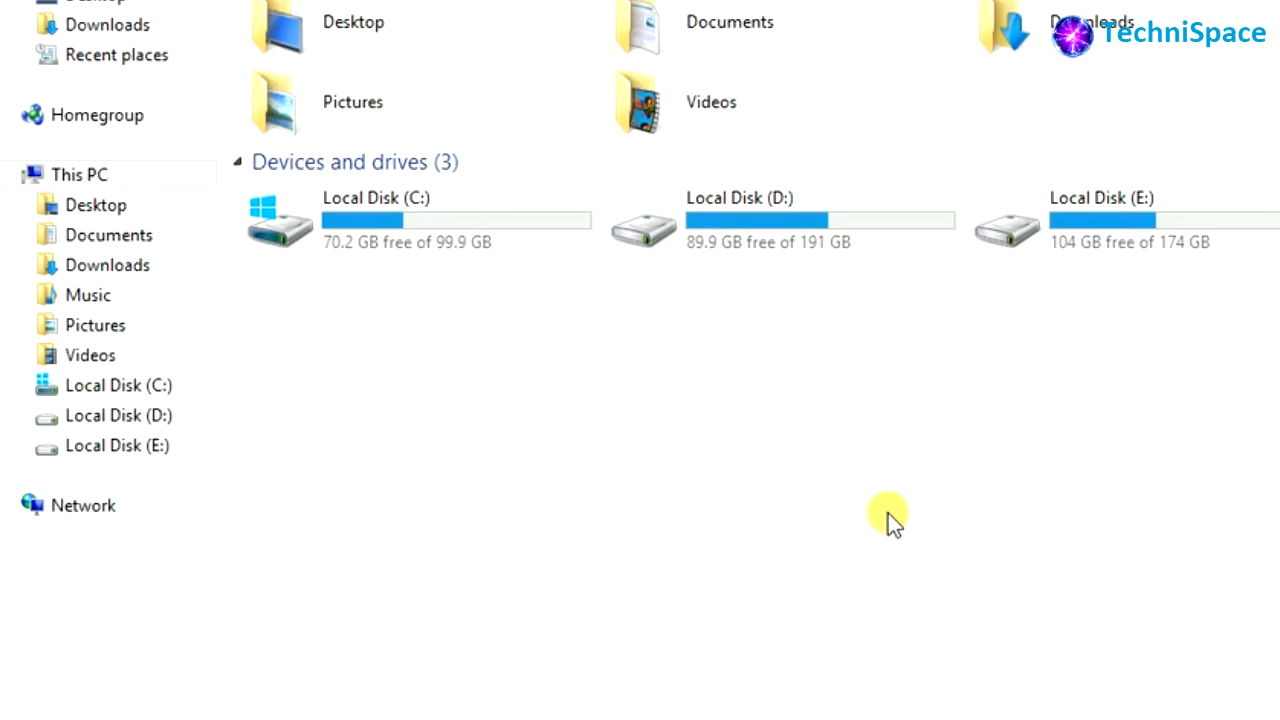 Desktop
Downloads
Recent places
Homegroup
This PC
Desktop
Documents
Downloads
Music
Pictures
Videos
Local Disk (C:)
Local Disk (D:)
Local Disk (E:)
Network
Desktop
Documents
Downloads
TechniSpace
Pictures
Videos
Devices and drives (3)
Local Disk (C:)
70.2 GB free of 99.9 GB
Local Disk (D:)
89.9 GB free of 191 GB
Local Disk (E:)
104 GB free of 174 GB